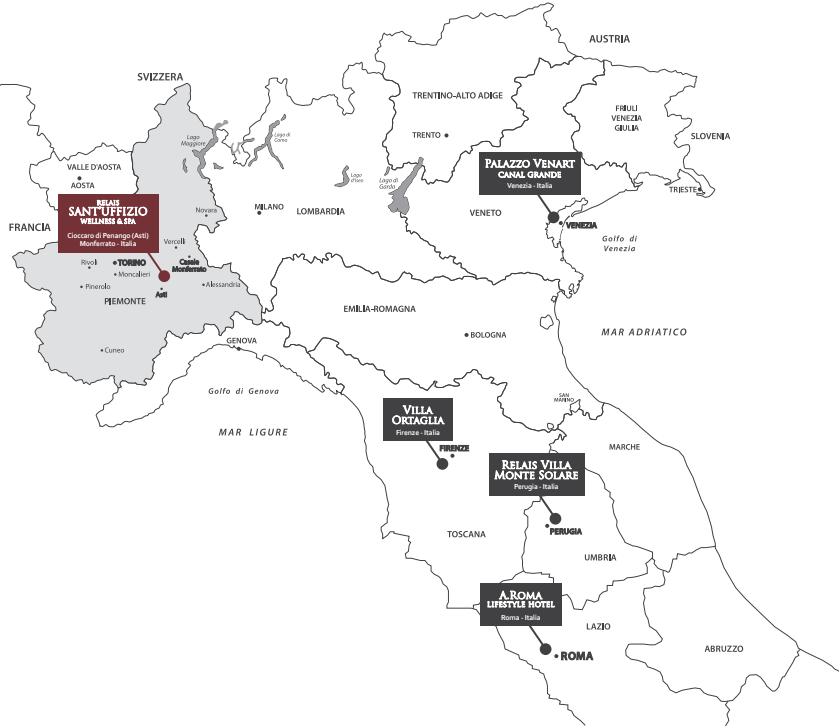 AUSTRIA
SVIZZERA
TRENTINO-ALTO ADIGE
FRIULI
VENEZIA
GIULIA
TRENTO
SLOVENIA
Lago
Maggiore
Lago di
Como
VALLE D'AOSTA
AOSTA
Lago
d'Iseo
Lago di
Garda
PALAZZO VENART
CANAL GRANDE
Venezia - Italia
TRIESTE
RELAIS
SANT'UFFIZIO
WELLNESS & SPA
Cioccaro di Penango (Asti)
Monferrato - Italia
Novara
MILANO
LOMBARDIA
VENETO
VENEZIA
FRANCIA
Golfo di
Venezia
Vercelli
Casale
Monferrato
Rivoli
TORINO
Moncalieri
Pinerolo
Asti
Alessandria
PIEMONTE
EMILIA-ROMAGNA
BOLOGNA
MAR ADRIATICO
Cuneo
GENOVA
Golfo di Genova
MAR LIGURE
SAN
MARINO
VILLA
ORTAGLIA
Firenze - Italia
FIRENZE
MARCHE
RELAIS VILLA
MONTE SOLARE
Perugia - Italia
TOSCANA
PERUGIA
UMBRIA
A.ROMA
LIFESTYLE HOTEL
Roma - Italia
LAZIO
ROMA
ABRUZZO